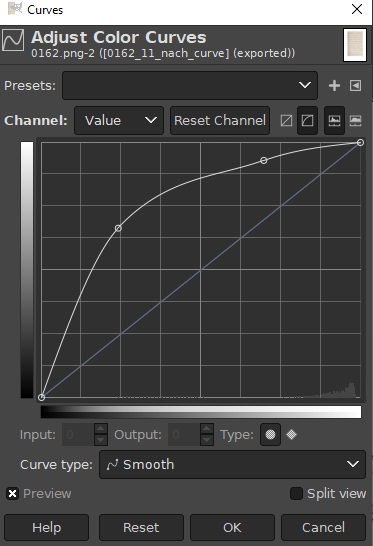 Curves
Adjust Color Curves
0162.png-2 ([0162_11_nach_curve] (exported))
Presets:
Channel: Value Reset Channel
Input: 0 Output: 0 Type:
Curve type: Smooth
Preview Split view
Help Reset OK Cancel